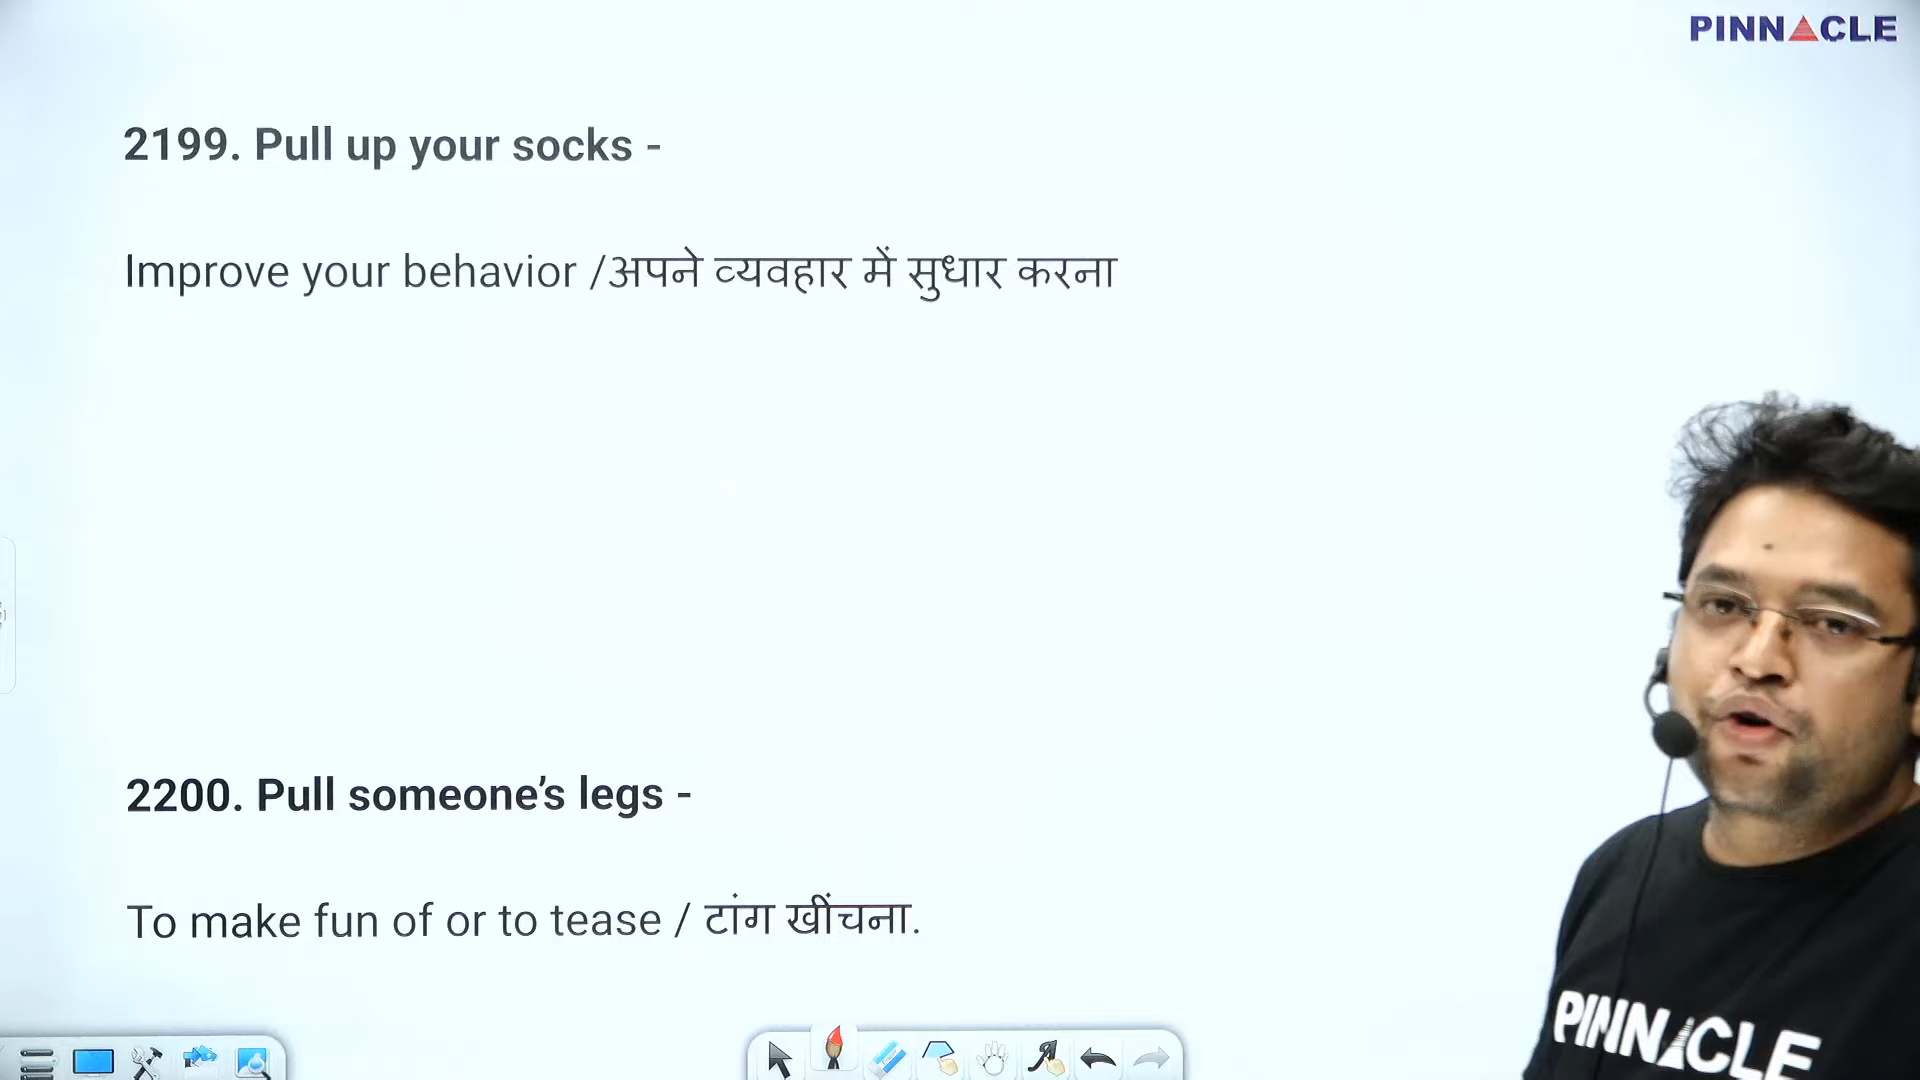 PINNACLE
2199. Pull up your socks -
Improve your behavior /अपने व्यवहार में सुधार करना
2200. Pull someone’s legs -
To make fun of or to tease / टांग खींचना.
PINNACLE